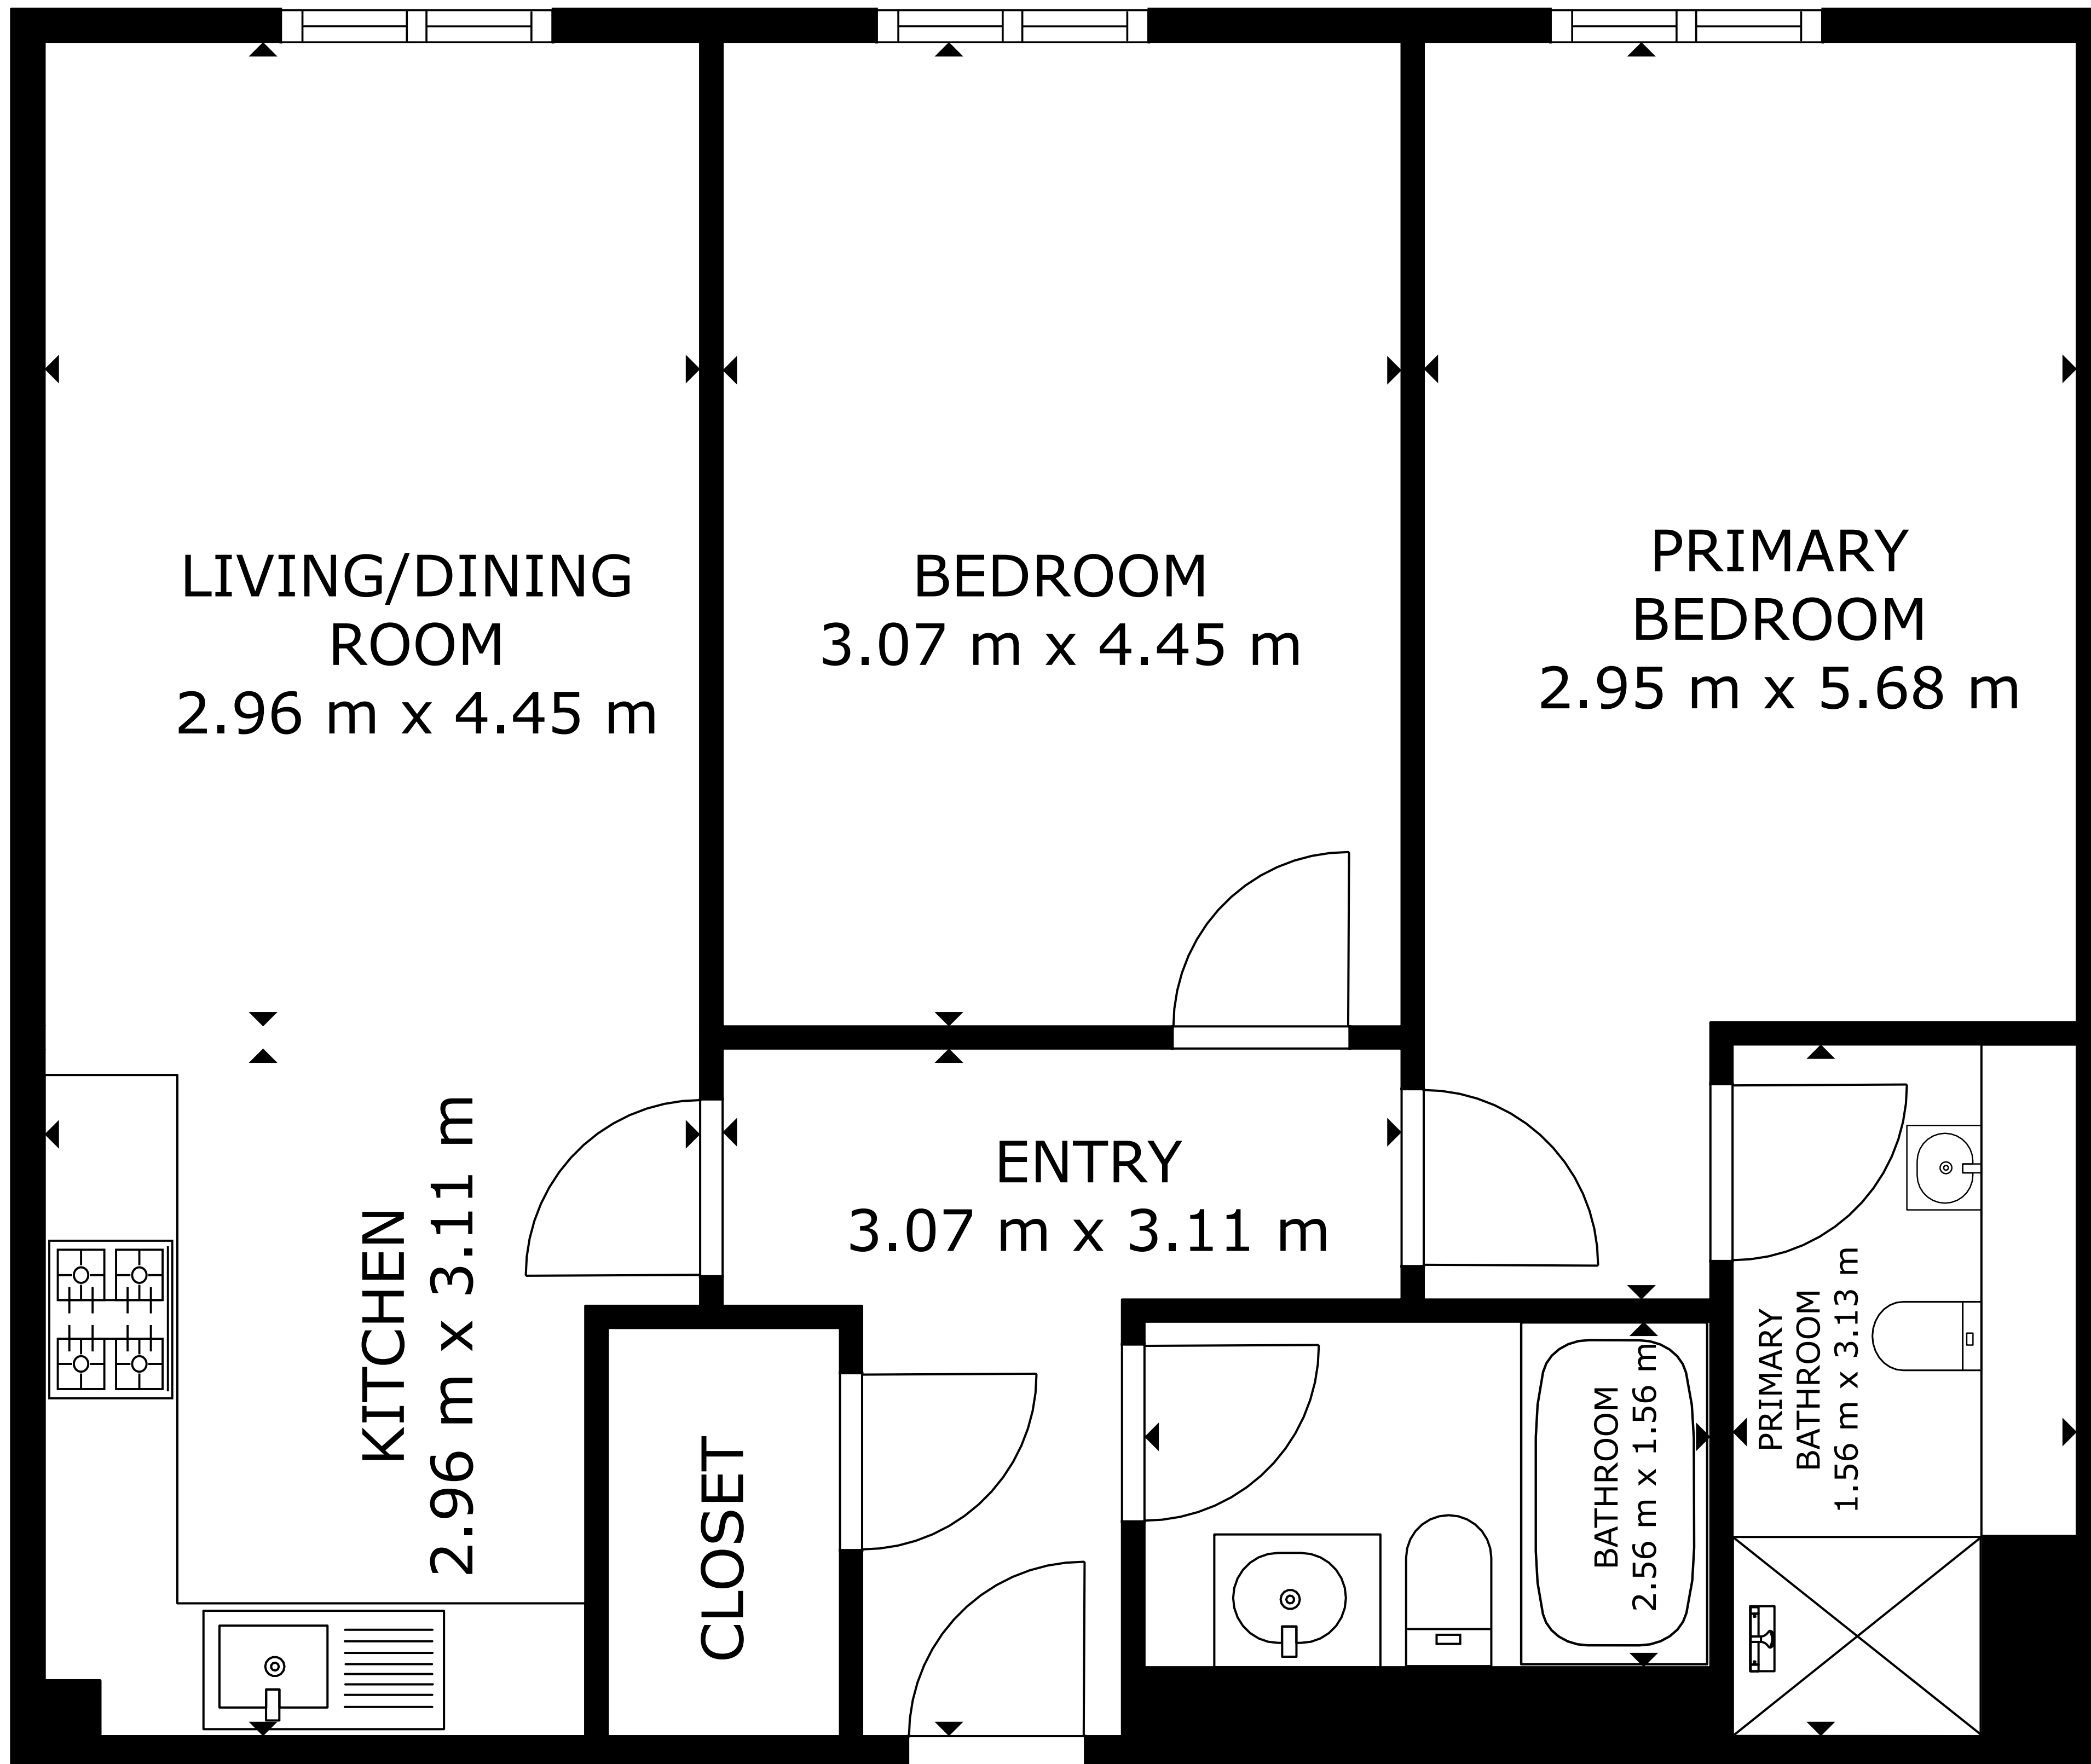 LIVING/DINING
ROOM
2.96 m x 4.45 m
BEDROOM
3.07 m x 4.45 m
PRIMARY
BEDROOM
2.95 m x 5.68 m
KITCHEN
2.96 m x 3.11 m
ENTRY
3.07 m x 3.11 m
CLOSET
BATHROOM
2.56 m x 1.56 m
PRIMARY
BATHROOM
1.56 m x 3.13 m